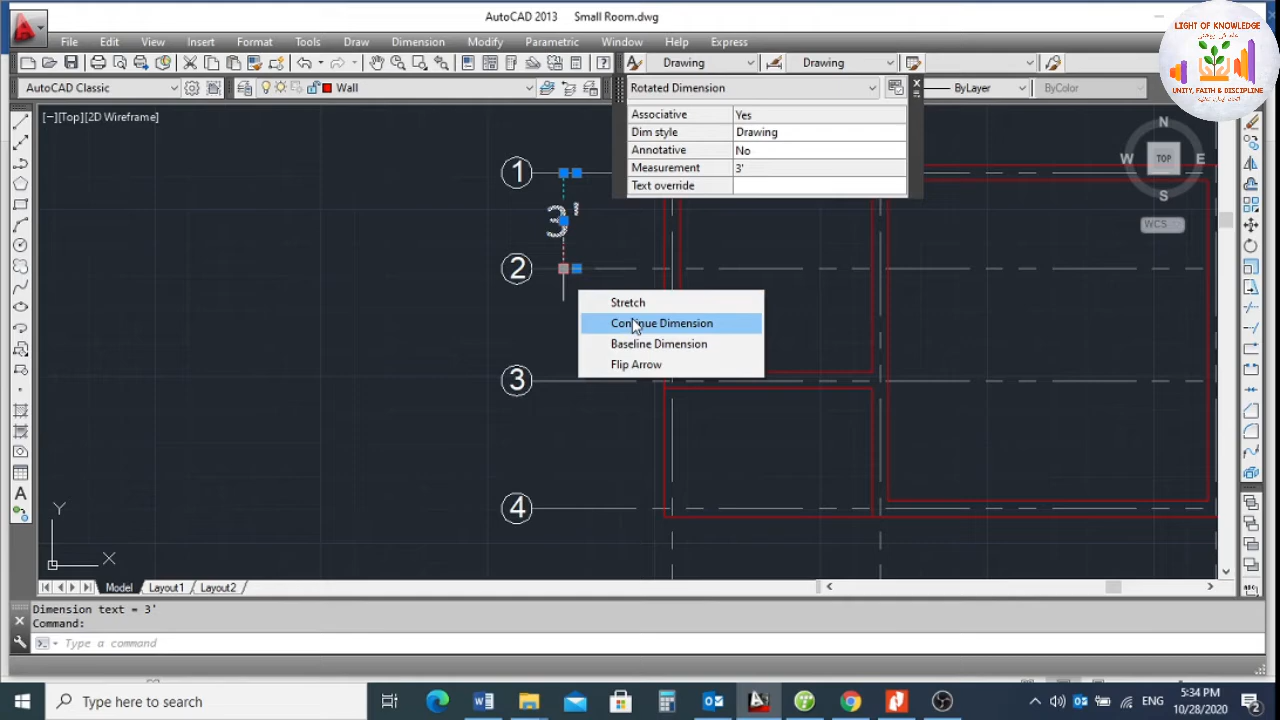 AutoCAD 2013 Small Room.dwg
LIGHT OF KNOWLEDGE
UNITY, FAITH & DISCIPLINE
File Edit View Insert Format Tools Draw Dimension Modify Parametric Window Help Express
Drawing Drawing
AutoCAD Classic Wall ByLayer ByColor
Rotated Dimension
Associative Yes
Dim style Drawing
Annotative No
Measurement 3'
Text override
[−][Top][2D Wireframe]
N
W TOP E
S
WCS
1
3'
2
Stretch
Continue Dimension
Baseline Dimension
Flip Arrow
3
4
Y
X
Model Layout1 Layout2
Dimension text = 3'
Command:
Type a command
Type here to search
ENG
5:34 PM
10/28/2020
2